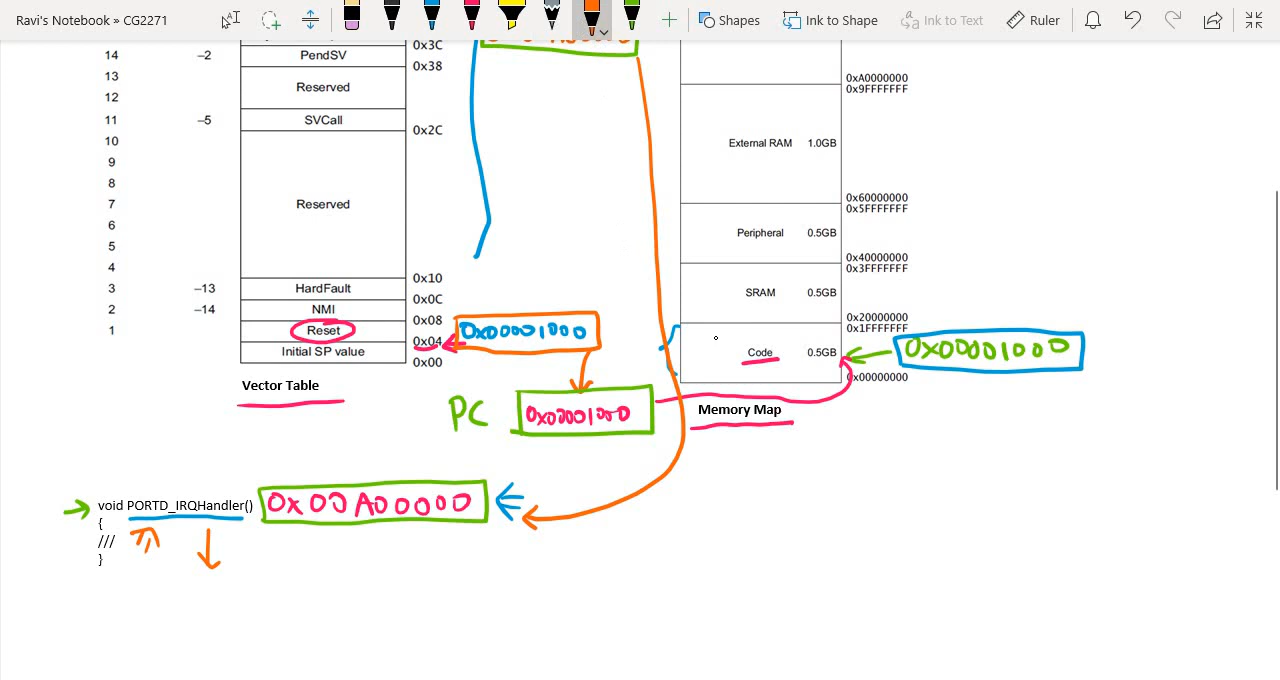 Ravi's Notebook » CG2271
Shapes
Ink to Shape
Ink to Text
Ruler
0x3C
14 –2 PendSV
0x38
13
Reserved
12
11 –5 SVCall
0x2C
10
9
8
7 Reserved
6
5
4
0x10
3 –13 HardFault
0x0C
2 –14 NMI
0x08
1 Reset
0x04
Initial SP value
0x00
Vector Table
0x00001000
PC 0x00001000
0xA0000000
0x9FFFFFFF
External RAM 1.0GB
0x60000000
0x5FFFFFFF
Peripheral 0.5GB
0x40000000
0x3FFFFFFF
SRAM 0.5GB
0x20000000
0x1FFFFFFF
Code 0.5GB
0x00001000
0x00000000
Memory Map
void PORTD_IRQHandler() 0x00A00000
{
///
}